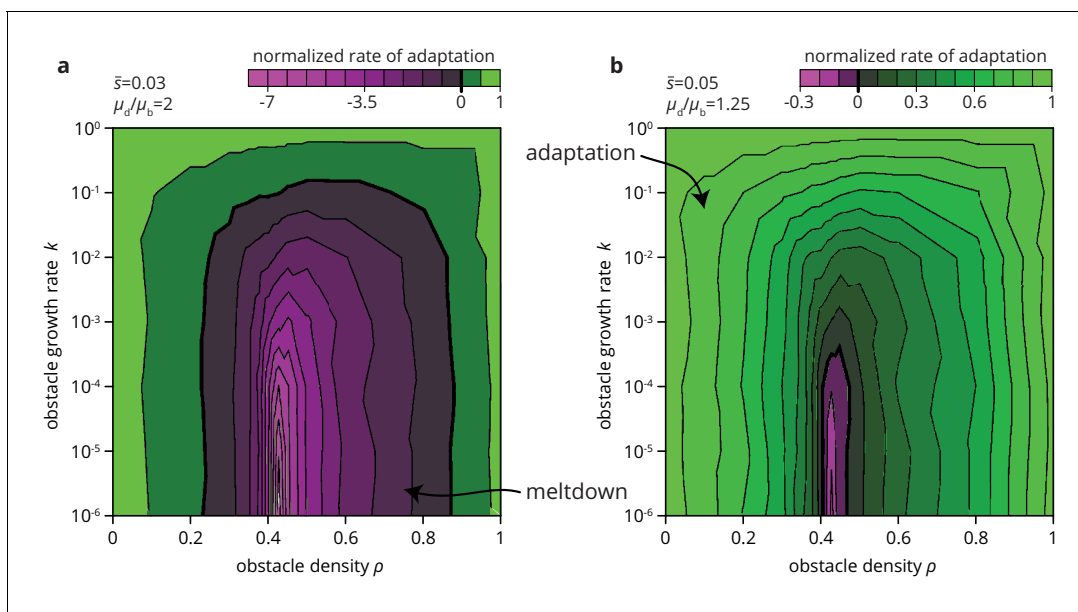 a
s̄=0.03
μd/μb=2
normalized rate of adaptation
-7 -3.5 0 1
10⁰
10⁻¹
10⁻²
10⁻³
10⁻⁴
10⁻⁵
10⁻⁶
obstacle growth rate k
0 0.2 0.4 0.6 0.8 1
obstacle density ρ
adaptation
meltdown
b
s̄=0.05
μd/μb=1.25
normalized rate of adaptation
-0.3 0 0.3 0.6 1
10⁰
10⁻¹
10⁻²
10⁻³
10⁻⁴
10⁻⁵
10⁻⁶
obstacle growth rate k
0 0.2 0.4 0.6 0.8 1
obstacle density ρ